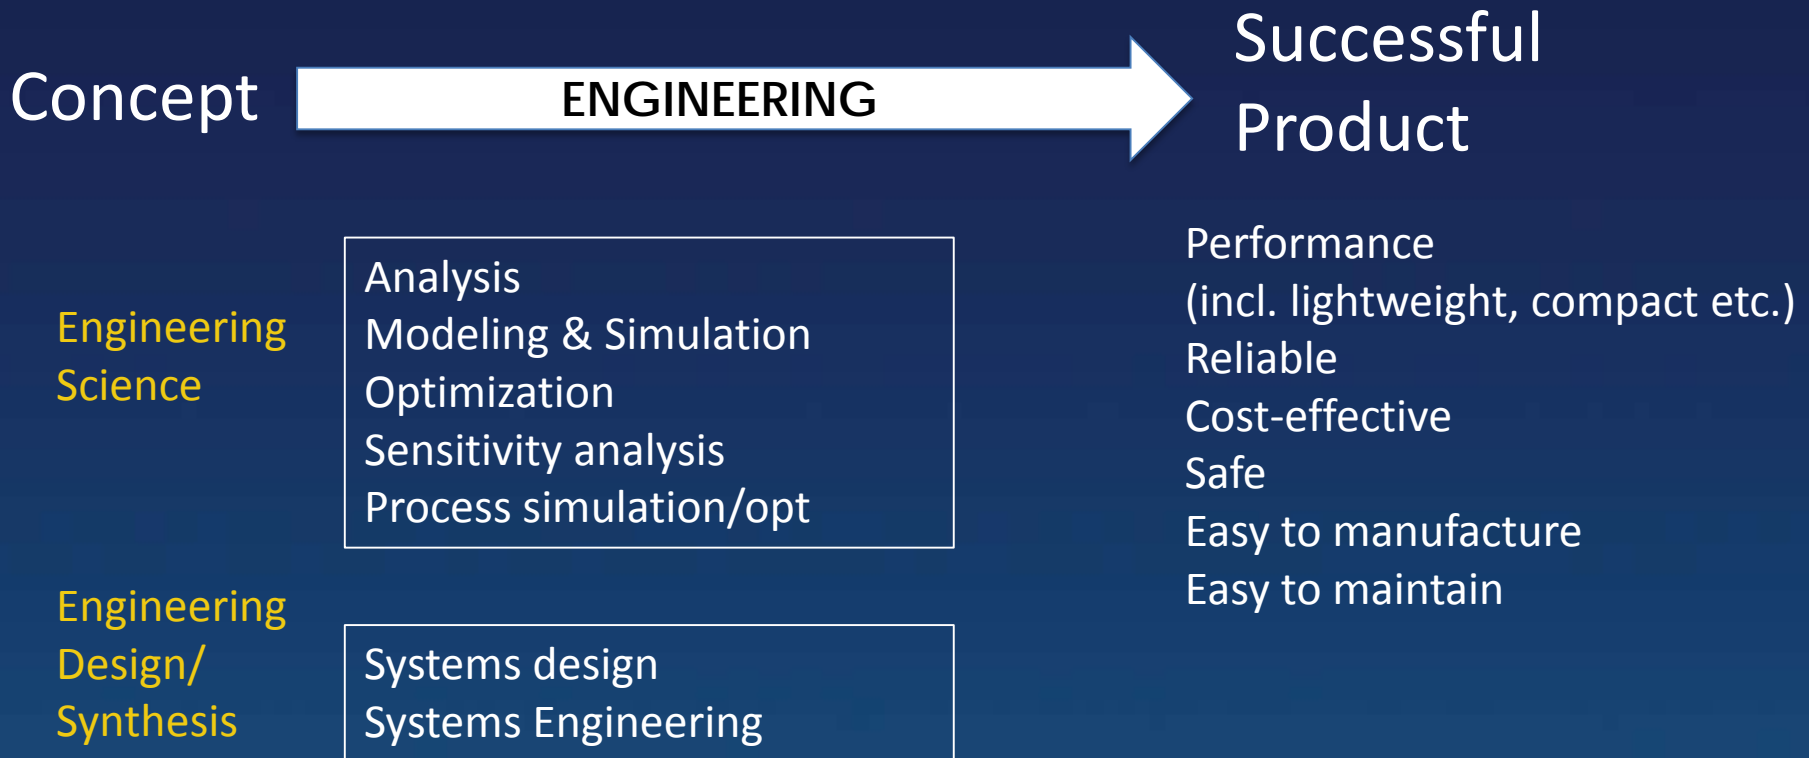 Concept
ENGINEERING
Successful
Product
Engineering
Science
Analysis
Modeling & Simulation
Optimization
Sensitivity analysis
Process simulation/opt
Engineering
Design/
Synthesis
Systems design
Systems Engineering
Performance
(incl. lightweight, compact etc.)
Reliable
Cost-effective
Safe
Easy to manufacture
Easy to maintain